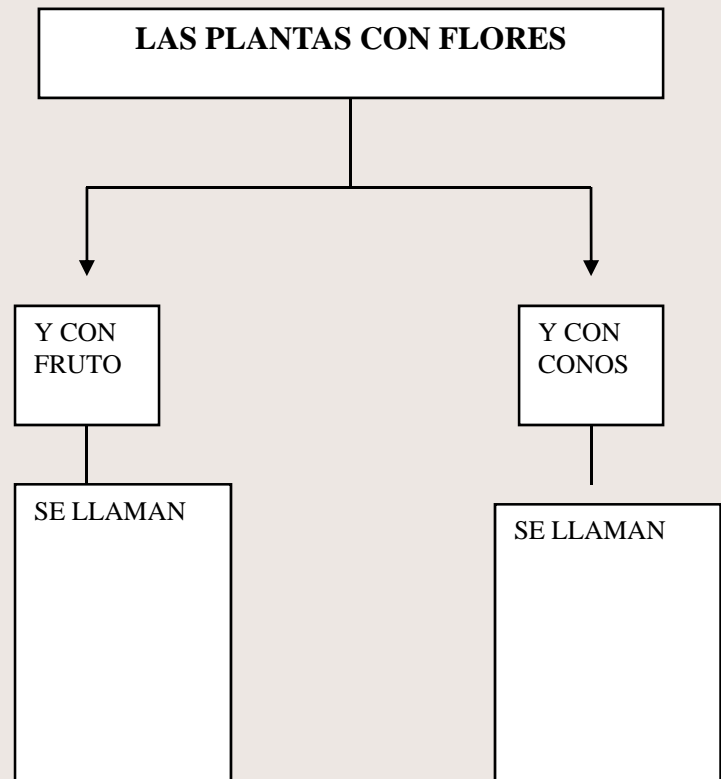 LAS PLANTAS CON FLORES
Y CON
FRUTO
Y CON
CONOS
SE LLAMAN
SE LLAMAN